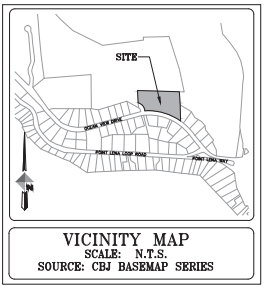 SITE
OCEAN VIEW DRIVE
POINT LENA LOOP ROAD
POINT LENA WAY
N
VICINITY MAP
SCALE: N.T.S.
SOURCE: CBJ BASEMAP SERIES